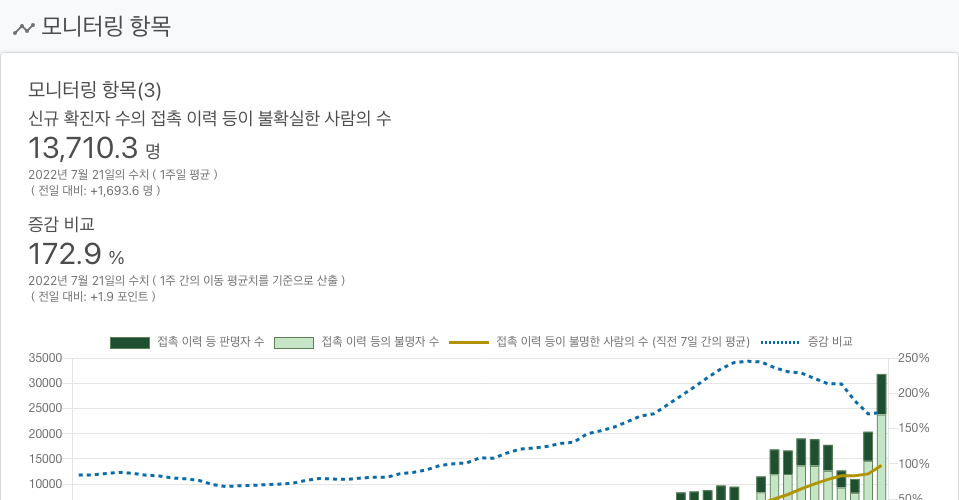 모니터링 항목
모니터링 항목(3)
신규 확진자 수의 접촉 이력 등이 불확실한 사람의 수
13,710.3 명
2022년 7월 21일의 수치 ( 1주일 평균 )
( 전일 대비: +1,693.6 명 )
증감 비교
172.9 %
2022년 7월 21일의 수치 ( 1주 간의 이동 평균치를 기준으로 산출 )
( 전일 대비: +1.9 포인트 )
접촉 이력 등 판명자 수 접촉 이력 등의 불명자 수 접촉 이력 등이 불명한 사람의 수 (직전 7일 간의 평균) 증감 비교
35000 250%
30000 200%
25000
20000 150%
15000 100%
10000 50%